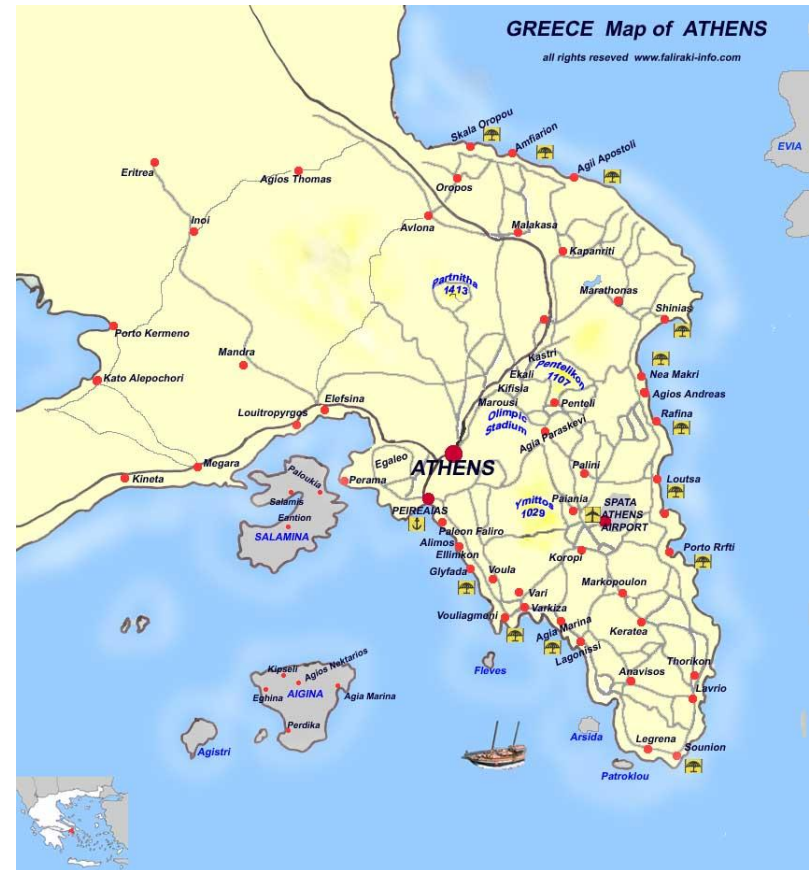 GREECE Map of ATHENS
all rights reseved www.faliraki-info.com
EVIA
Skala Oropou
Amfiarion
Agii Apostoli
Eritrea
Agios Thomas
Oropos
Inoi
Avlona
Malakasa
Kapanriti
Partnitha
1413
Marathonas
Shinias
Porto Kermeno
Mandra
Kastri
Pentelikon
1107
Ekali
Kifisia
Nea Makri
Kato Alepochori
Marousi
Penteli
Agios Andreas
Elefsina
Olimpic
Stadium
Louitropyrgos
Agia Paraskevi
Rafina
Egaleo
ATHENS
Megara
Kineta
Perama
Palini
Loutsa
Paloukia
Salamis
Eantion
SALAMINA
PEIREAIAS
Ymittos
1029
Paiania
SPATA
ATHENS
AIRPORT
Paleon Faliro
Alimos
Ellimkon
Koropi
Porto Rrfti
Glyfada
Voula
Vari
Markopoulon
Varkiza
Vouliagmeni
Agia Marina
Lagonissi
Keratea
Fleves
Thorikon
Kipseli
Agios Nektarios
AIGINA
Eghina
Agia Marina
Anavisos
Lavrio
Perdika
Agistri
Arsida
Legrena
Sounion
Patroklou